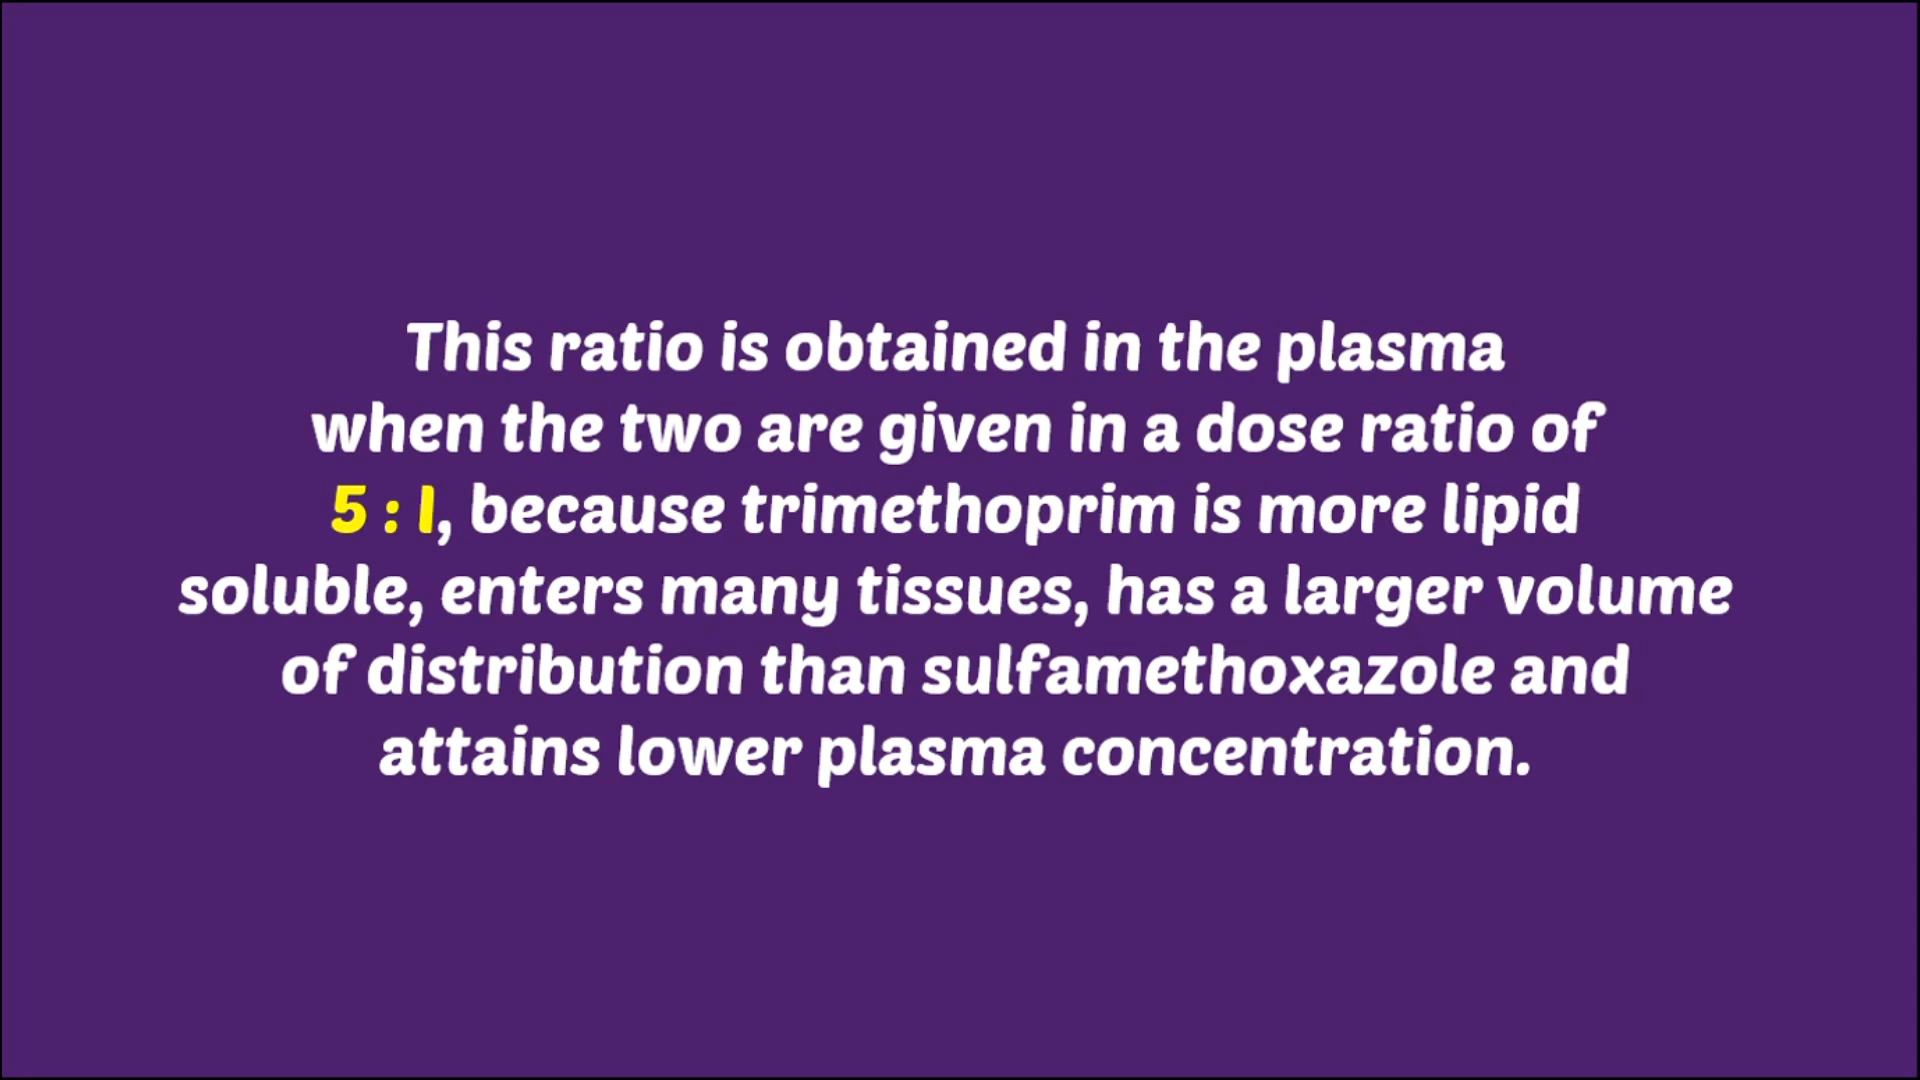 This ratio is obtained in the plasma
when the two are given in a dose ratio of
5 : 1, because trimethoprim is more lipid
soluble, enters many tissues, has a larger volume
of distribution than sulfamethoxazole and
attains lower plasma concentration.